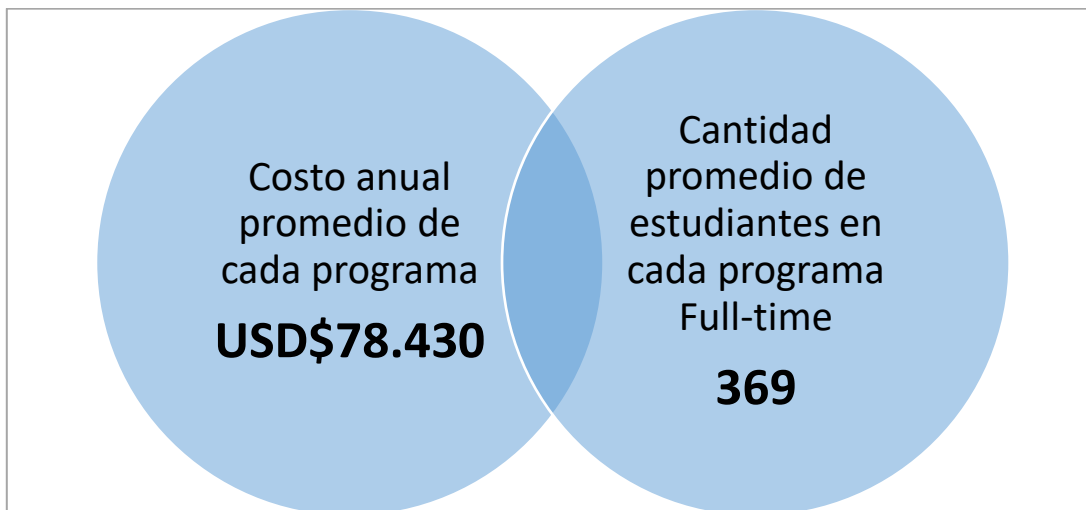 Costo anual
promedio de
cada programa
USD$78.430
Cantidad
promedio de
estudiantes en
cada programa
Full-time
369